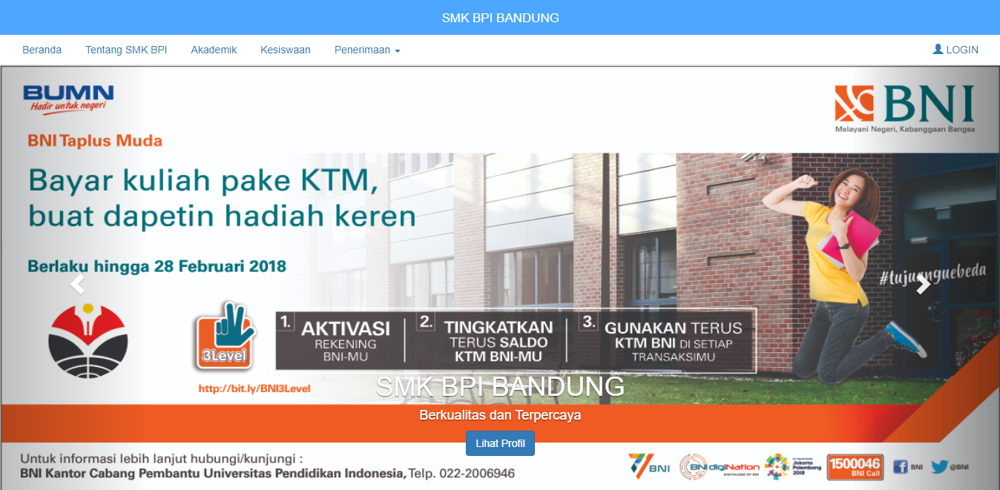 SMK BPI BANDUNG
Beranda Tentang SMK BPI Akademik Kesiswaan Penerimaan LOGIN
BUMN
Hadir untuk negeri
BNI
Melayani Negeri, Kebanggaan Bangsa
BNI Taplus Muda
Bayar kuliah pake KTM,
buat dapetin hadiah keren
Berlaku hingga 28 Februari 2018
#tujuanguebeda
3Level
http://bit.ly/BNI3Level
1. AKTIVASI
REKENING
BNI-MU
2. TINGKATKAN
TERUS SALDO
KTM BNI-MU
3. GUNAKAN TERUS
KTM BNI DI SETIAP
TRANSAKSIMU
SMK BPI BANDUNG
Berkualitas dan Terpercaya
Lihat Profil
Untuk informasi lebih lanjut hubungi/kunjungi :
BNI Kantor Cabang Pembantu Universitas Pendidikan Indonesia, Telp. 022-2006946
71 BNI
BNI digiNation
Jakarta
Palembang
2018
1500046
BNI Call
BNI
@BNI